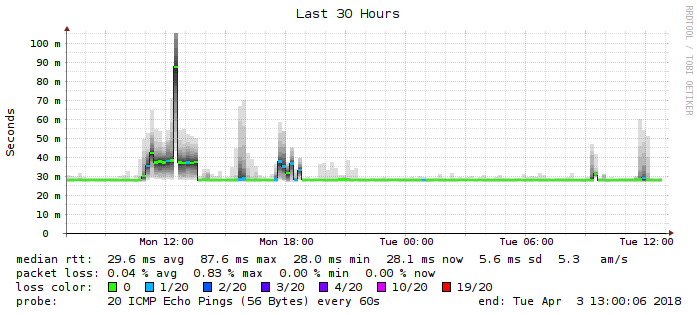 Last 30 Hours
RRDTOOL / TOBI OETIKER
Seconds
100 m
90 m
80 m
70 m
60 m
50 m
40 m
30 m
20 m
10 m
0
Mon 12:00 Mon 18:00 Tue 00:00 Tue 06:00 Tue 12:00
median rtt: 29.6 ms avg 87.6 ms max 28.0 ms min 28.1 ms now 5.6 ms sd 5.3 am/s
packet loss: 0.04 % avg 0.83 % max 0.00 % min 0.00 % now
loss color: 0 1/20 2/20 3/20 4/20 10/20 19/20
probe: 20 ICMP Echo Pings (56 Bytes) every 60s end: Tue Apr 3 13:00:06 2018